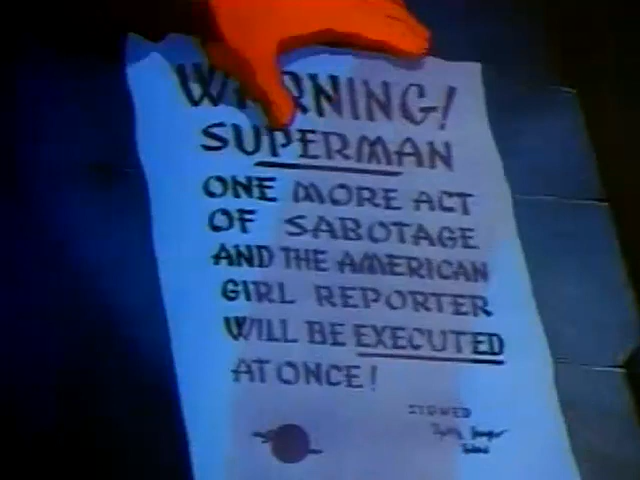 WARNING!
SUPERMAN
ONE MORE ACT
OF SABOTAGE
AND THE AMERICAN
GIRL REPORTER
WILL BE EXECUTED
AT ONCE!
SIGNED